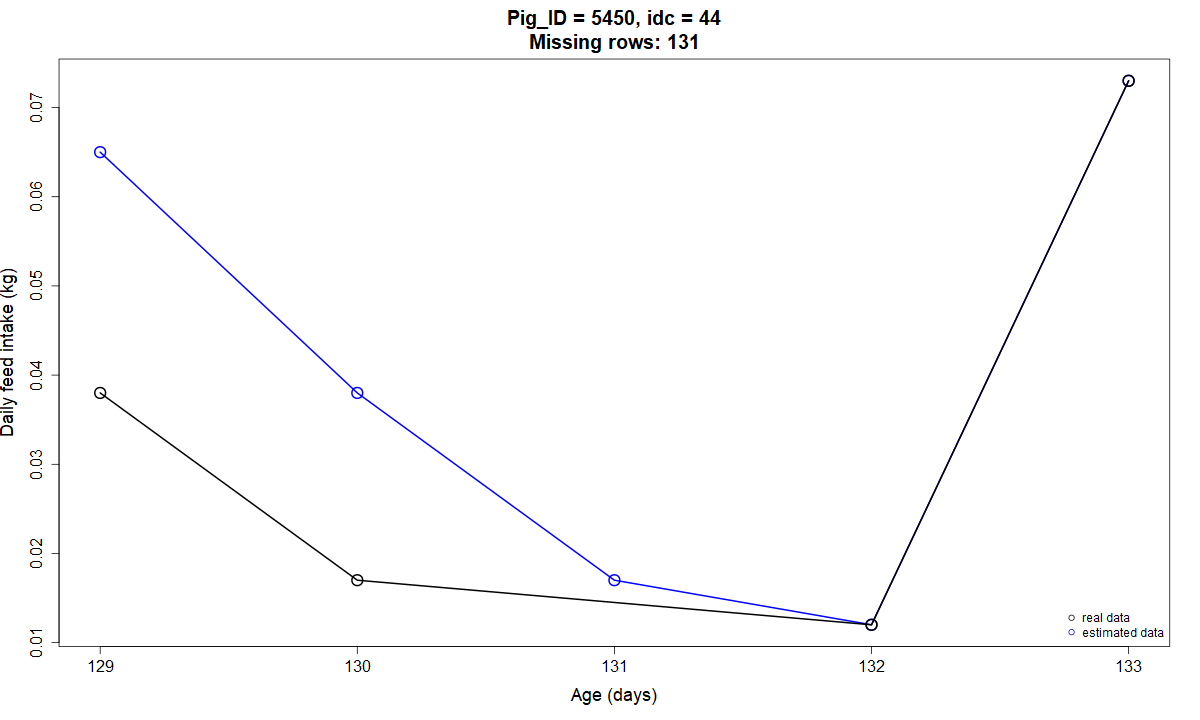 Pig_ID = 5450, idc = 44
Missing rows: 131
Daily feed intake (kg)
0.07
0.06
0.05
0.04
0.03
0.02
0.01
129 130 131 132 133
Age (days)
real data
estimated data